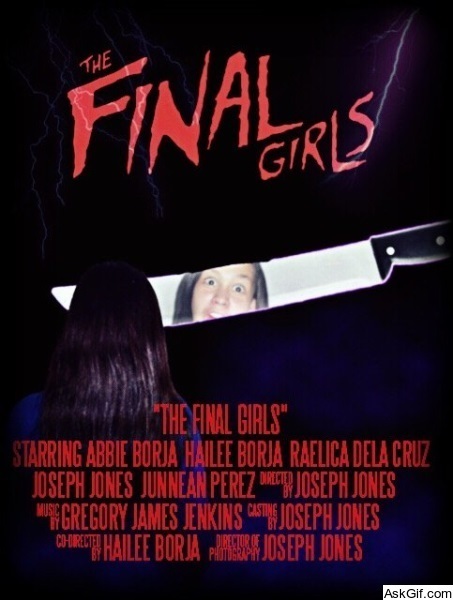 THE
FINAL
GIRLS
"THE FINAL GIRLS"
STARRING ABBIE BORJA HAILEE BORJA RAELICA DELA CRUZ
JOSEPH JONES JUNNEAN PEREZ DIRECTED BY JOSEPH JONES
MUSIC BY GREGORY JAMES JENKINS CASTING BY JOSEPH JONES
CO-DIRECTED BY HAILEE BORJA DIRECTOR OF PHOTOGRAPHY JOSEPH JONES
AskGif.com